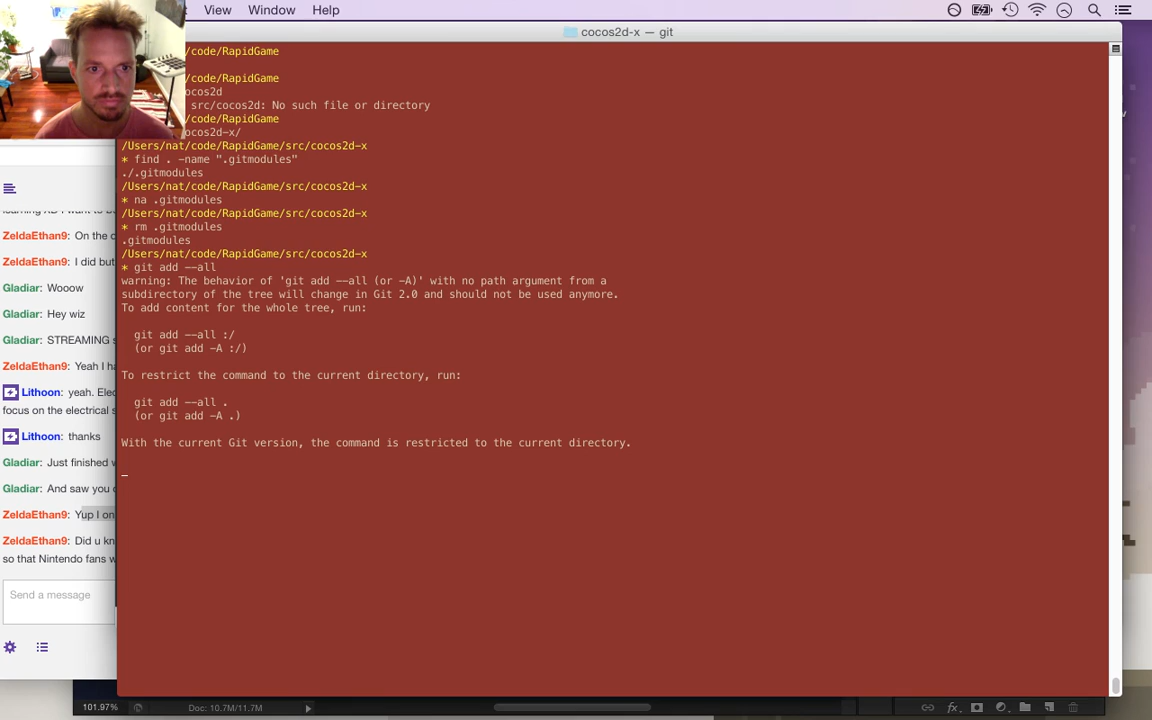 View Window Help
cocos2d-x — git
/code/RapidGame
/code/RapidGame
ocos2d
src/cocos2d: No such file or directory
/code/RapidGame
ocos2d-x/
/Users/nat/code/RapidGame/src/cocos2d-x
* find . -name ".gitmodules"
./.gitmodules
/Users/nat/code/RapidGame/src/cocos2d-x
* na .gitmodules
/Users/nat/code/RapidGame/src/cocos2d-x
* rm .gitmodules
.gitmodules
/Users/nat/code/RapidGame/src/cocos2d-x
* git add --all
warning: The behavior of 'git add --all (or -A)' with no path argument from a
subdirectory of the tree will change in Git 2.0 and should not be used anymore.
To add content for the whole tree, run:
git add --all :/
(or git add -A :/)
To restrict the command to the current directory, run:
git add --all .
(or git add -A .)
With the current Git version, the command is restricted to the current directory.
ZeldaEthan9: On the
ZeldaEthan9: I did but
Gladiar: Wooow
Gladiar: Hey wiz
Gladiar: STREAMING
ZeldaEthan9: Yeah I
Lithoon: yeah.
focus on the electrical
Lithoon: thanks
Gladiar: Just finished
Gladiar: And saw you
ZeldaEthan9: Yup I
ZeldaEthan9: Did u
so that Nintendo fans
Send a message
101.97% Doc: 10.7M/11.7M